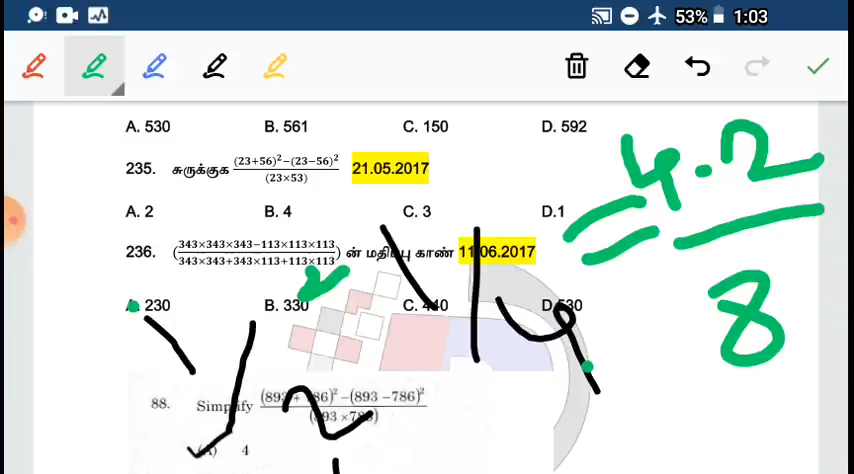 53% 1:03
A. 530 B. 561 C. 150 D. 592
235. சுருக்குக (23+56)²−(23−56)² / (23×53) 21.05.2017
A. 2 B. 4 C. 3 D.1
236. (343×343×343−113×113×113 / 343×343+343×113+113×113) ன் மதிப்பு காண் 11.06.2017
A. 230 B. 330 C. 440 D. 530
88. Simplify (893 + 786)² − (893 − 786)² / (893 × 786)
(A) 4
= 4.2 / 8